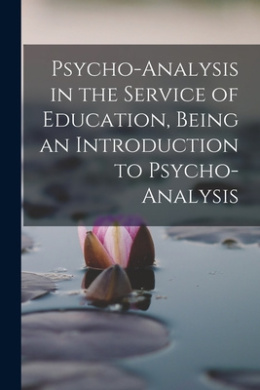 Psycho-Analysis
in the Service of
Education, Being
an Introduction
to Psycho-
Analysis